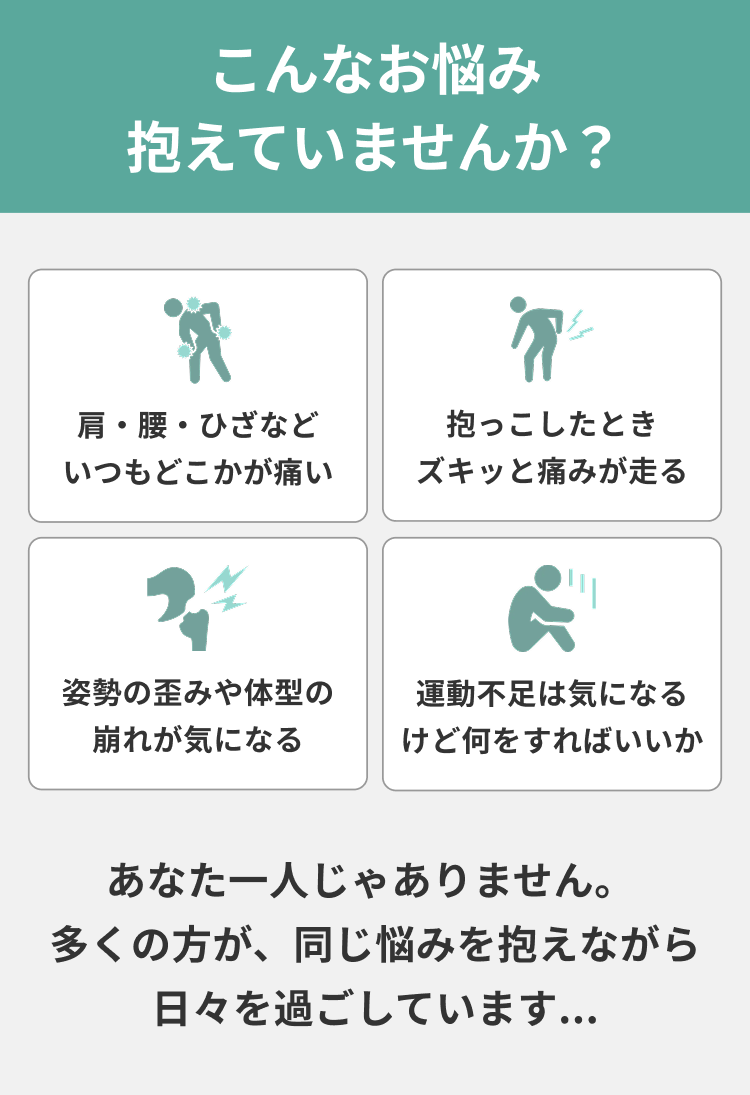 こんなお悩み
抱えていませんか？
肩・腰・ひざなど
いつもどこかが痛い
抱っこしたとき
ズキッと痛みが走る
姿勢の歪みや体型の
崩れが気になる
運動不足は気になる
けど何をすればいいか
あなた一人じゃありません。
多くの方が、同じ悩みを抱えながら
日々を過ごしています...